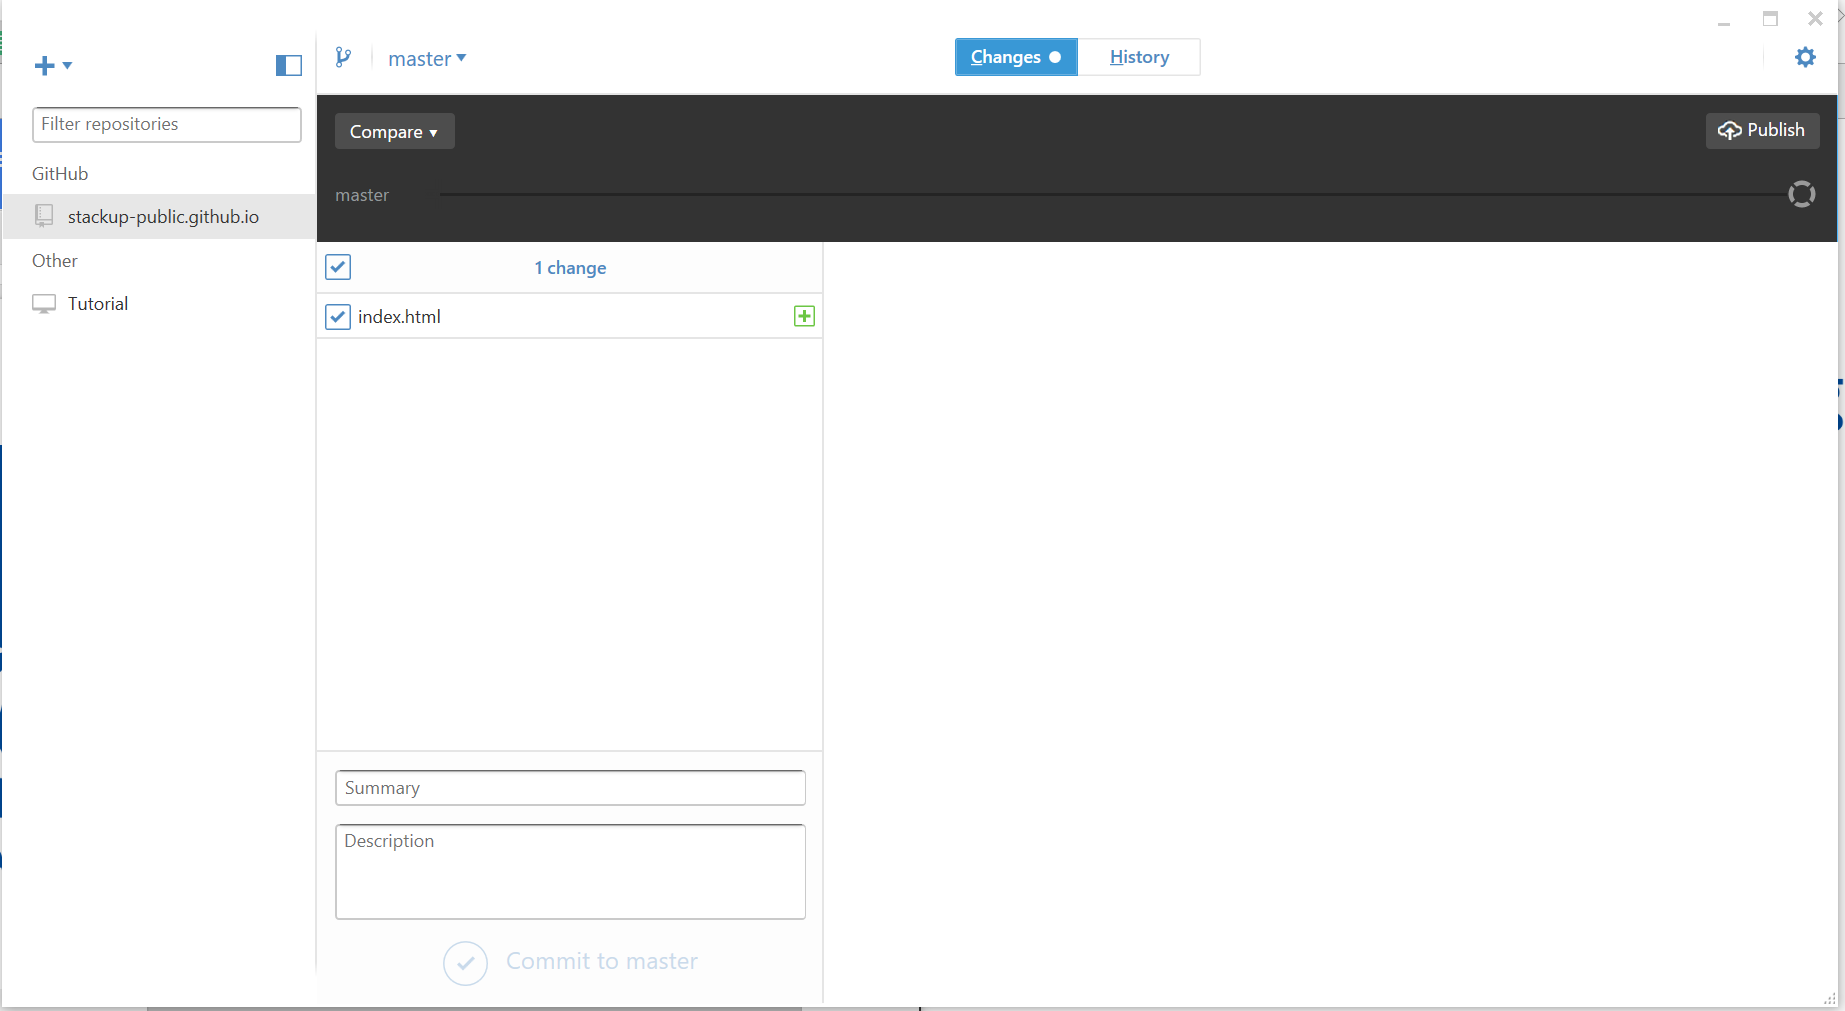 master
Changes
History
Filter repositories
GitHub
stackup-public.github.io
Other
Tutorial
Compare
Publish
master
1 change
index.html
Summary
Description
Commit to master